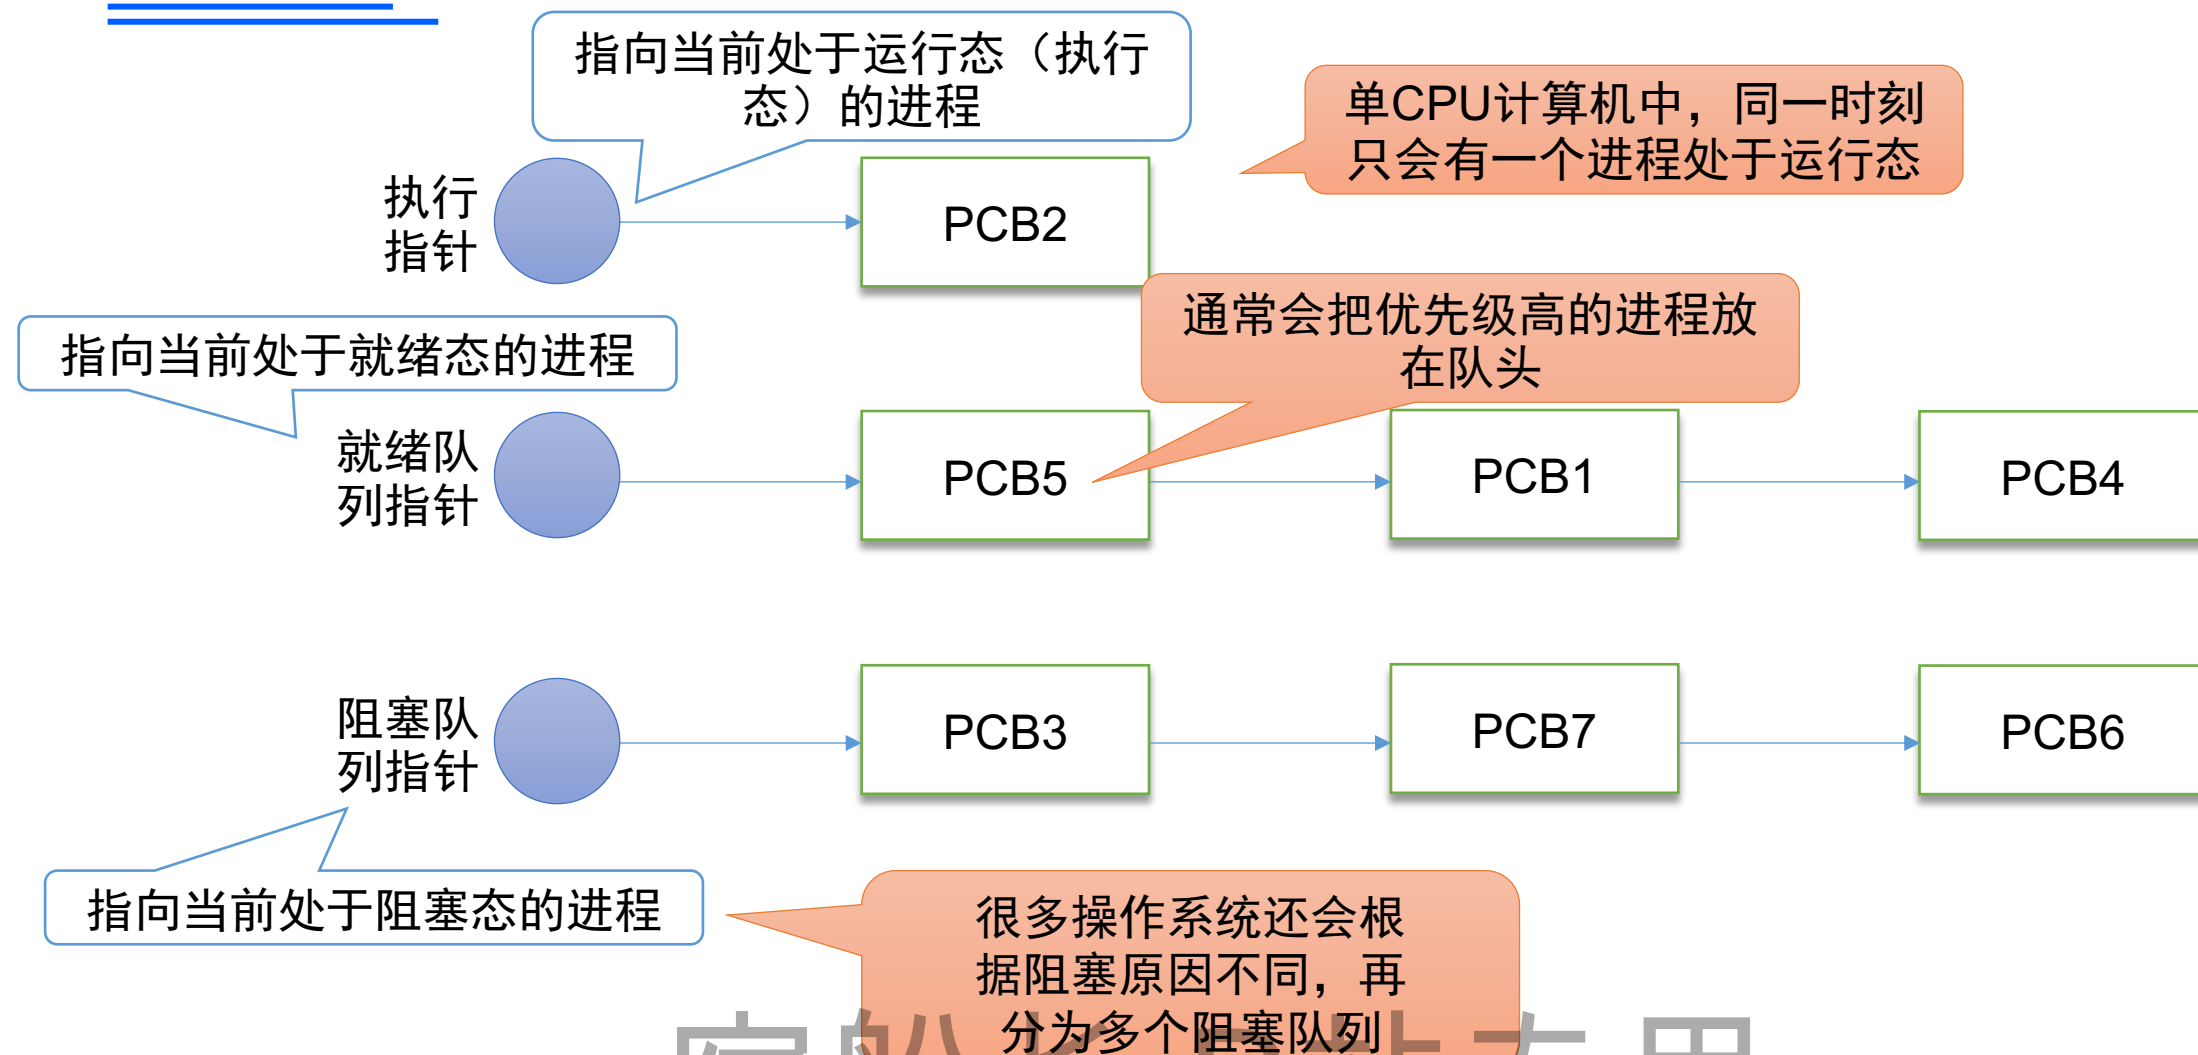 指向当前处于运行态（执行
态）的进程
单CPU计算机中，同一时刻
只会有一个进程处于运行态
执行
指针
PCB2
通常会把优先级高的进程放
在队头
指向当前处于就绪态的进程
就绪队
列指针
PCB5
PCB1
PCB4
阻塞队
列指针
PCB3
PCB7
PCB6
指向当前处于阻塞态的进程
很多操作系统还会根
据阻塞原因不同，再
分为多个阻塞队列